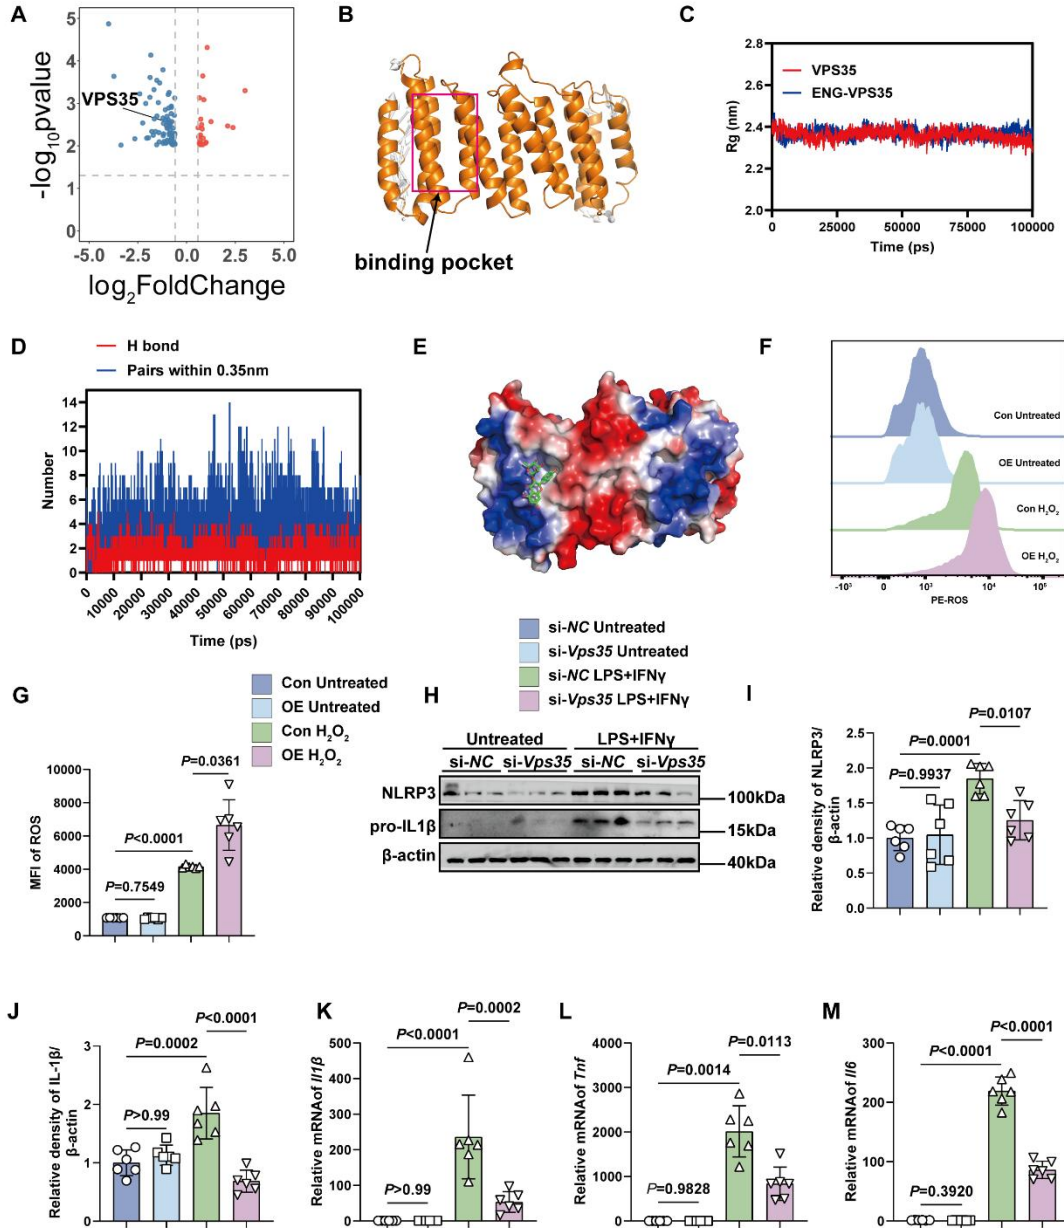 A
5
4
3
2
1
0
-log10pvalue
VPS35
-5.0
-2.5
0.0
2.5
5.0
log2FoldChange
B
binding pocket
C
VPS35
ENG-VPS35
Rg (nm)
2.8
2.6
2.4
2.2
2.0
0
25000
50000
75000
100000
Time (ps)
D
H bond
Pairs within 0.35nm
Number
14
12
10
8
6
4
2
0
0
10000
20000
30000
40000
50000
60000
70000
80000
90000
100000
Time (ps)
E
F
Con Untreated
OE Untreated
Con H2O2
OE H2O2
-10³
0
10³
10⁴
10⁵
PE-ROS
si-NC Untreated
si-Vps35 Untreated
si-NC LPS+IFNγ
si-Vps35 LPS+IFNγ
G
Con Untreated
OE Untreated
Con H2O2
OE H2O2
MFI of ROS
10000
8000
6000
4000
2000
0
P=0.0361
P<0.0001
P=0.7549
H
Untreated
LPS+IFNγ
si-NC
si-Vps35
si-NC
si-Vps35
NLRP3
100kDa
pro-IL1β
15kDa
β-actin
40kDa
I
Relative density of NLRP3/
β-actin
2.5
2.0
1.5
1.0
0.5
0.0
P=0.0107
P=0.0001
P=0.9937
J
Relative density of IL-1β/
β-actin
3
2
1
0
P<0.0001
P=0.0002
P>0.99
K
Relative mRNAof Il1β
500
400
300
200
100
0
P=0.0002
P<0.0001
P>0.99
L
Relative mRNAof Tnf
4000
3000
2000
1000
0
P=0.0113
P=0.0014
P=0.9828
M
Relative mRNAof Il6
300
200
100
0
P<0.0001
P<0.0001
P=0.3920